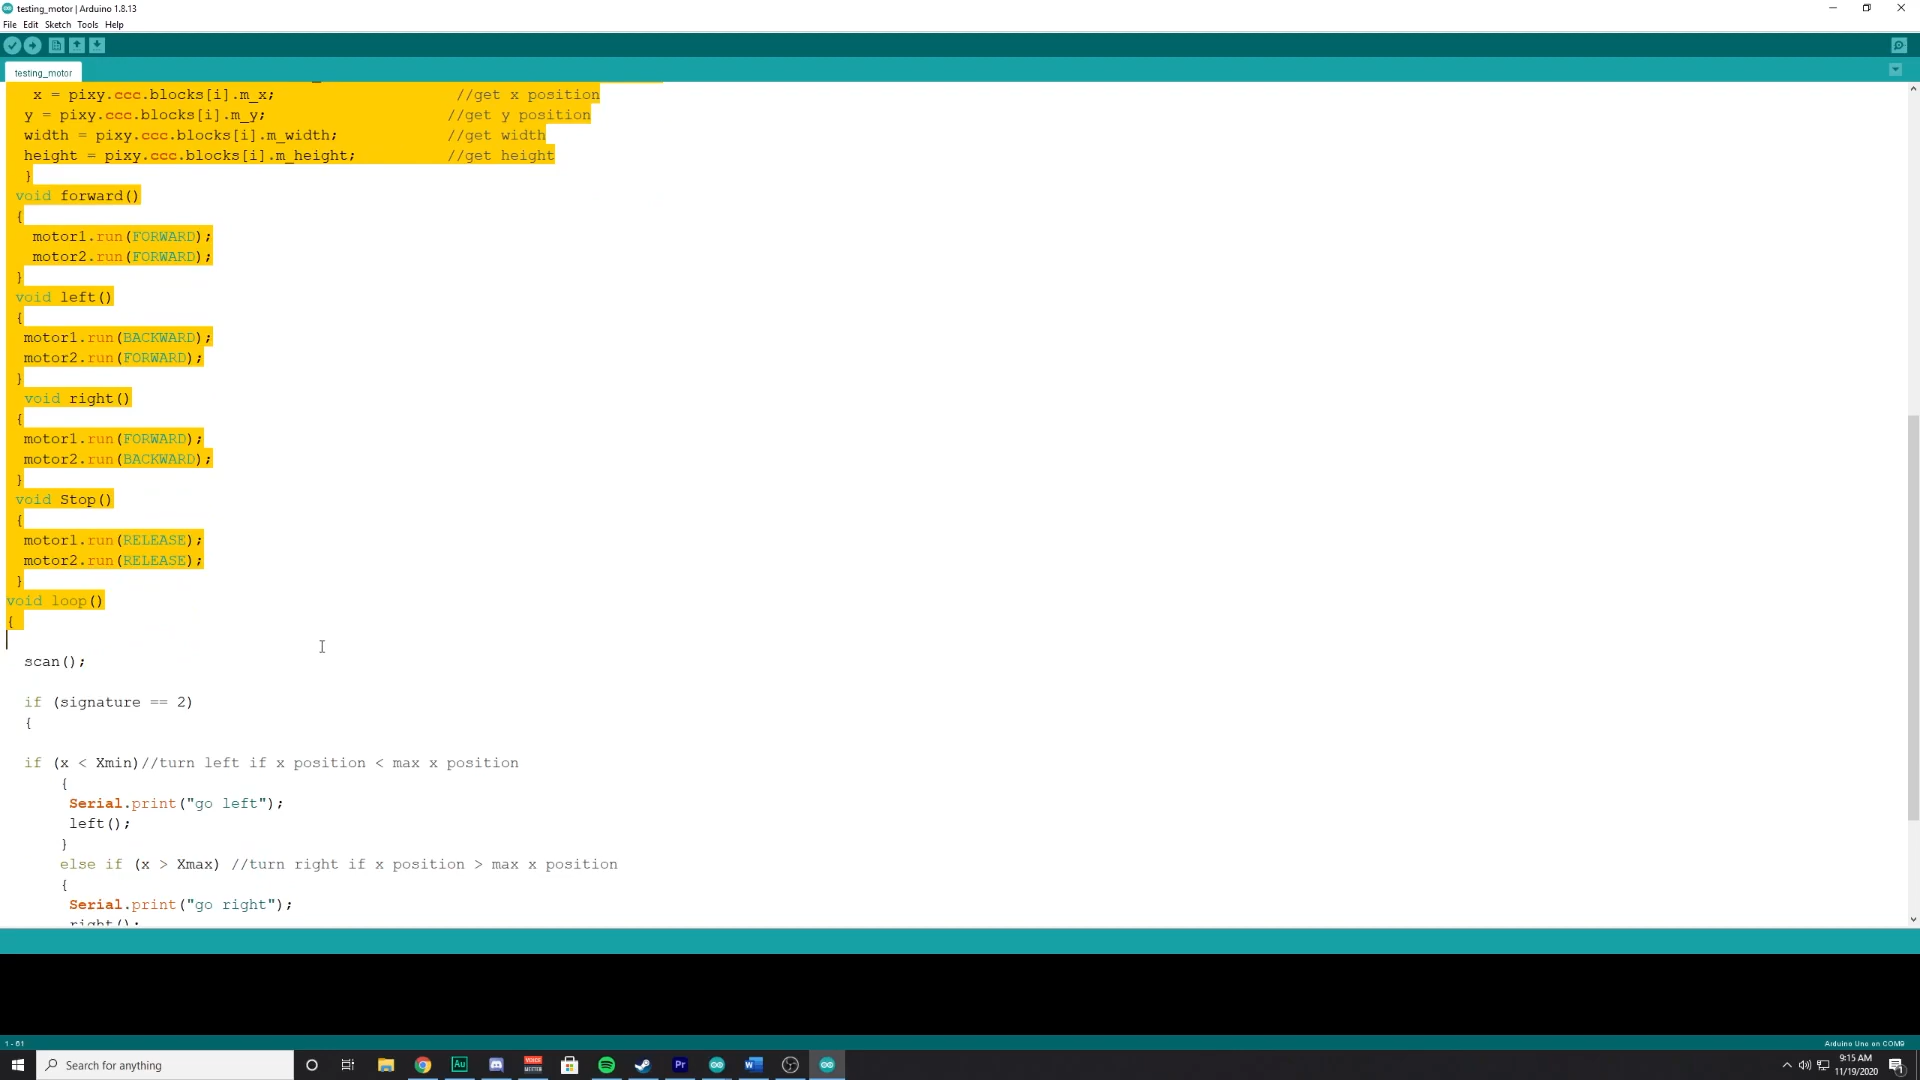 testing_motor | Arduino 1.8.13
File Edit Sketch Tools Help
testing_motor
x = pixy.ccc.blocks[i].m_x; //get x position
y = pixy.ccc.blocks[i].m_y; //get y position
width = pixy.ccc.blocks[i].m_width; //get width
height = pixy.ccc.blocks[i].m_height; //get height
}
void forward()
{
motor1.run(FORWARD);
motor2.run(FORWARD);
}
void left()
{
motor1.run(BACKWARD);
motor2.run(FORWARD);
}
void right()
{
motor1.run(FORWARD);
motor2.run(BACKWARD);
}
void Stop()
{
motor1.run(RELEASE);
motor2.run(RELEASE);
}
void loop()
{
scan();
if (signature == 2)
{
if (x < Xmin)//turn left if x position < max x position
{
Serial.print("go left");
left();
}
else if (x > Xmax) //turn right if x position > max x position
{
Serial.print("go right");
right();
1 - 61
Arduino Uno on COM9
Search for anything
Au
VOICE
Pr
9:15 AM
11/19/2020
1